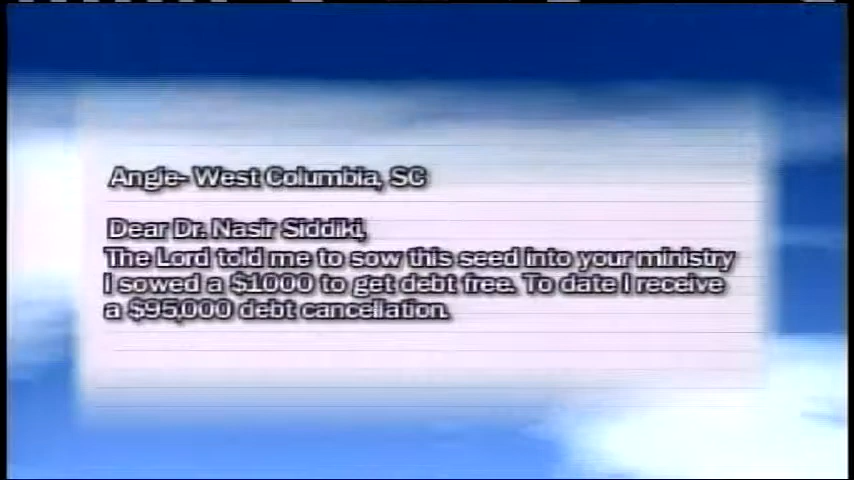 Angie- West Columbia, SC
Dear Dr. Nasir Siddiki,
The Lord told me to sow this seed into your ministry
I sowed a $1000 to get debt free. To date I receive
a $95,000 debt cancellation.